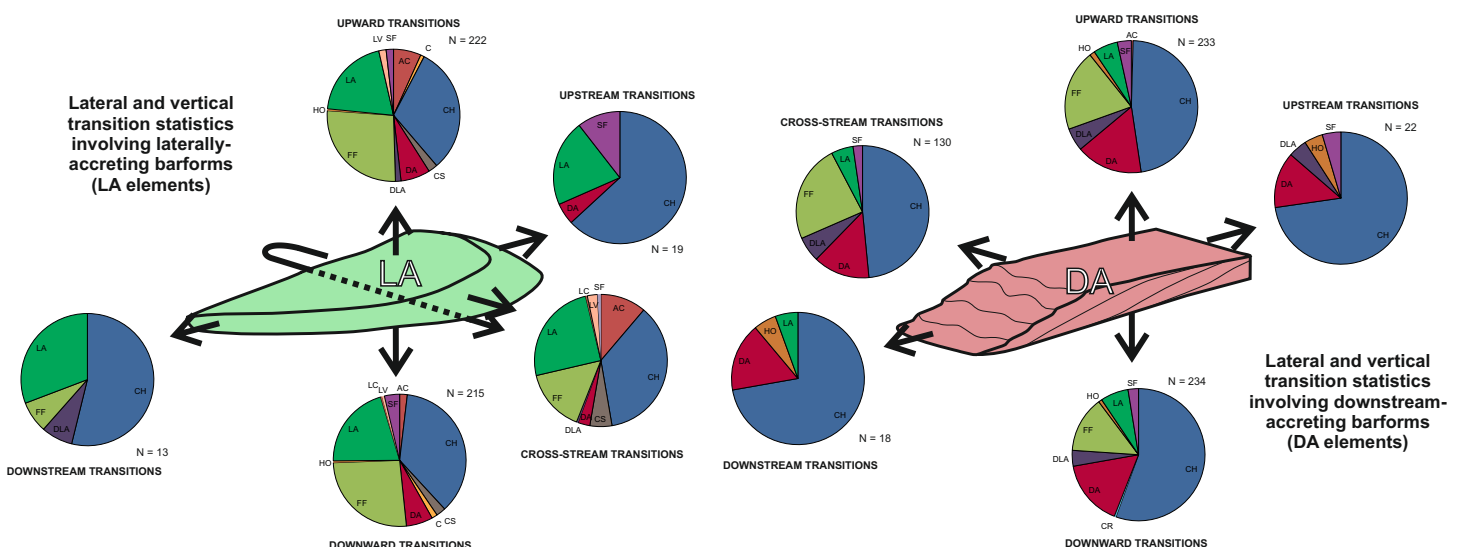 UPWARD TRANSITIONS
N = 222
LV
SF
AC
C
CH
CS
DA
DLA
FF
HO
LA
Lateral and vertical
transition statistics
involving laterally-
accreting barforms
(LA elements)
UPSTREAM TRANSITIONS
SF
LA
DA
CH
N = 19
LA
LA
FF
DLA
CH
N = 13
DOWNSTREAM TRANSITIONS
LC
LV
SF
AC
N = 215
LA
CH
HO
FF
DA
C
CS
DOWNWARD TRANSITIONS
SF
LC
LV
AC
LA
CH
FF
DLA
DA
CS
CROSS-STREAM TRANSITIONS
UPWARD TRANSITIONS
AC
N = 233
HO
LA
SF
FF
CH
DLA
DA
CROSS-STREAM TRANSITIONS
SF
N = 130
LA
FF
CH
DLA
DA
UPSTREAM TRANSITIONS
SF
N = 22
DLA
HO
DA
CH
DA
HO
LA
DA
CH
N = 18
DOWNSTREAM TRANSITIONS
SF
N = 234
HO
LA
FF
DLA
CH
DA
CR
DOWNWARD TRANSITIONS
Lateral and vertical
transition statistics
involving downstream-
accreting barforms
(DA elements)